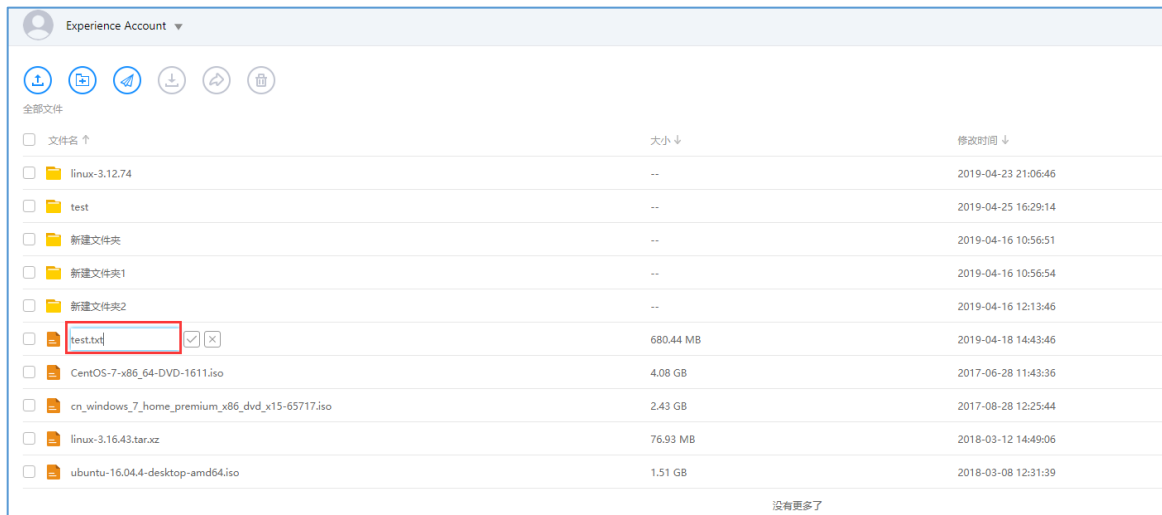 Experience Account
全部文件
文件名 大小 修改时间
linux-3.12.74 -- 2019-04-23 21:06:46
test -- 2019-04-25 16:29:14
新建文件夹 -- 2019-04-16 10:56:51
新建文件夹1 -- 2019-04-16 10:56:54
新建文件夹2 -- 2019-04-16 12:13:46
test.txt 680.44 MB 2019-04-18 14:43:46
CentOS-7-x86_64-DVD-1611.iso 4.08 GB 2017-06-28 11:43:36
cn_windows_7_home_premium_x86_dvd_x15-65717.iso 2.43 GB 2017-08-28 12:25:44
linux-3.16.43.tar.xz 76.93 MB 2018-03-12 14:49:06
ubuntu-16.04.4-desktop-amd64.iso 1.51 GB 2018-03-08 12:31:39
没有更多了